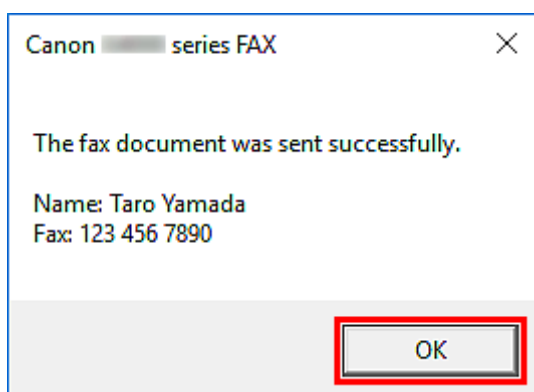 Canon series FAX
The fax document was sent successfully.
Name: Taro Yamada
Fax: 123 456 7890
OK